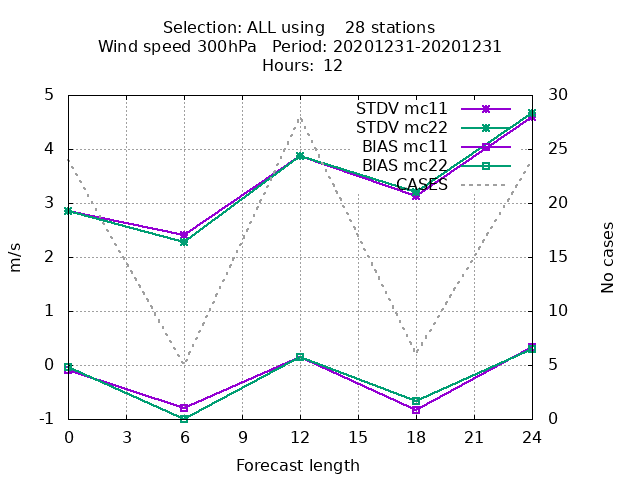 Selection: ALL using    28 stations
Wind speed 300hPa   Period: 20201231-20201231
Hours: 12
STDV mc11
STDV mc22
BIAS mc11
BIAS mc22
CASES
5
4
3
2
1
0
-1
m/s
30
25
20
15
10
5
0
No cases
0 3 6 9 12 15 18 21 24
Forecast length